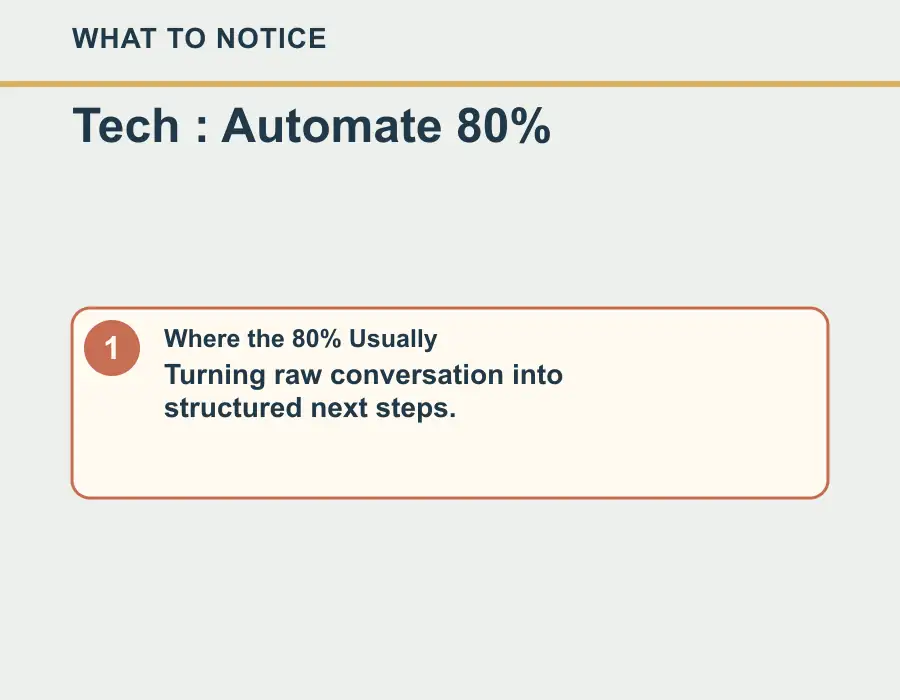 WHAT TO NOTICE
Tech : Automate 80%
1
Where the 80% Usually
Turning raw conversation into
structured next steps.